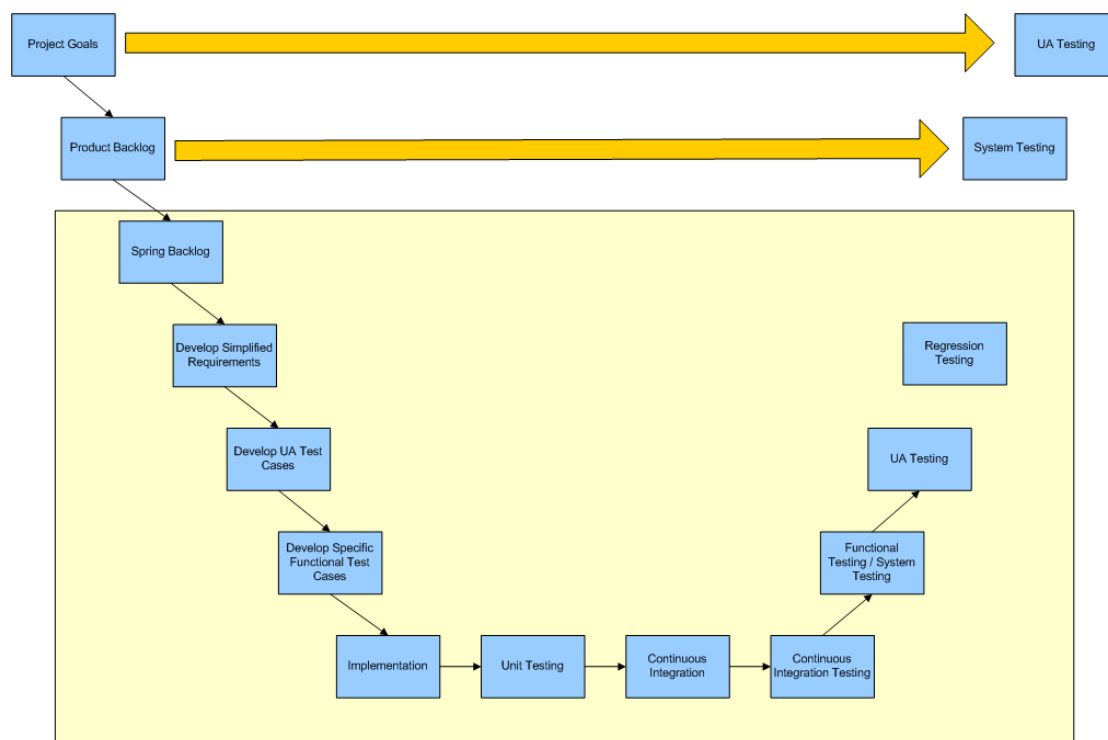 Project Goals
UA Testing
Product Backlog
System Testing
Spring Backlog
Develop Simplified
Requirements
Regression
Testing
Develop UA Test
Cases
UA Testing
Develop Specific
Functional Test
Cases
Functional
Testing / System
Testing
Implementation
Unit Testing
Continuous
Integration
Continuous
Integration Testing